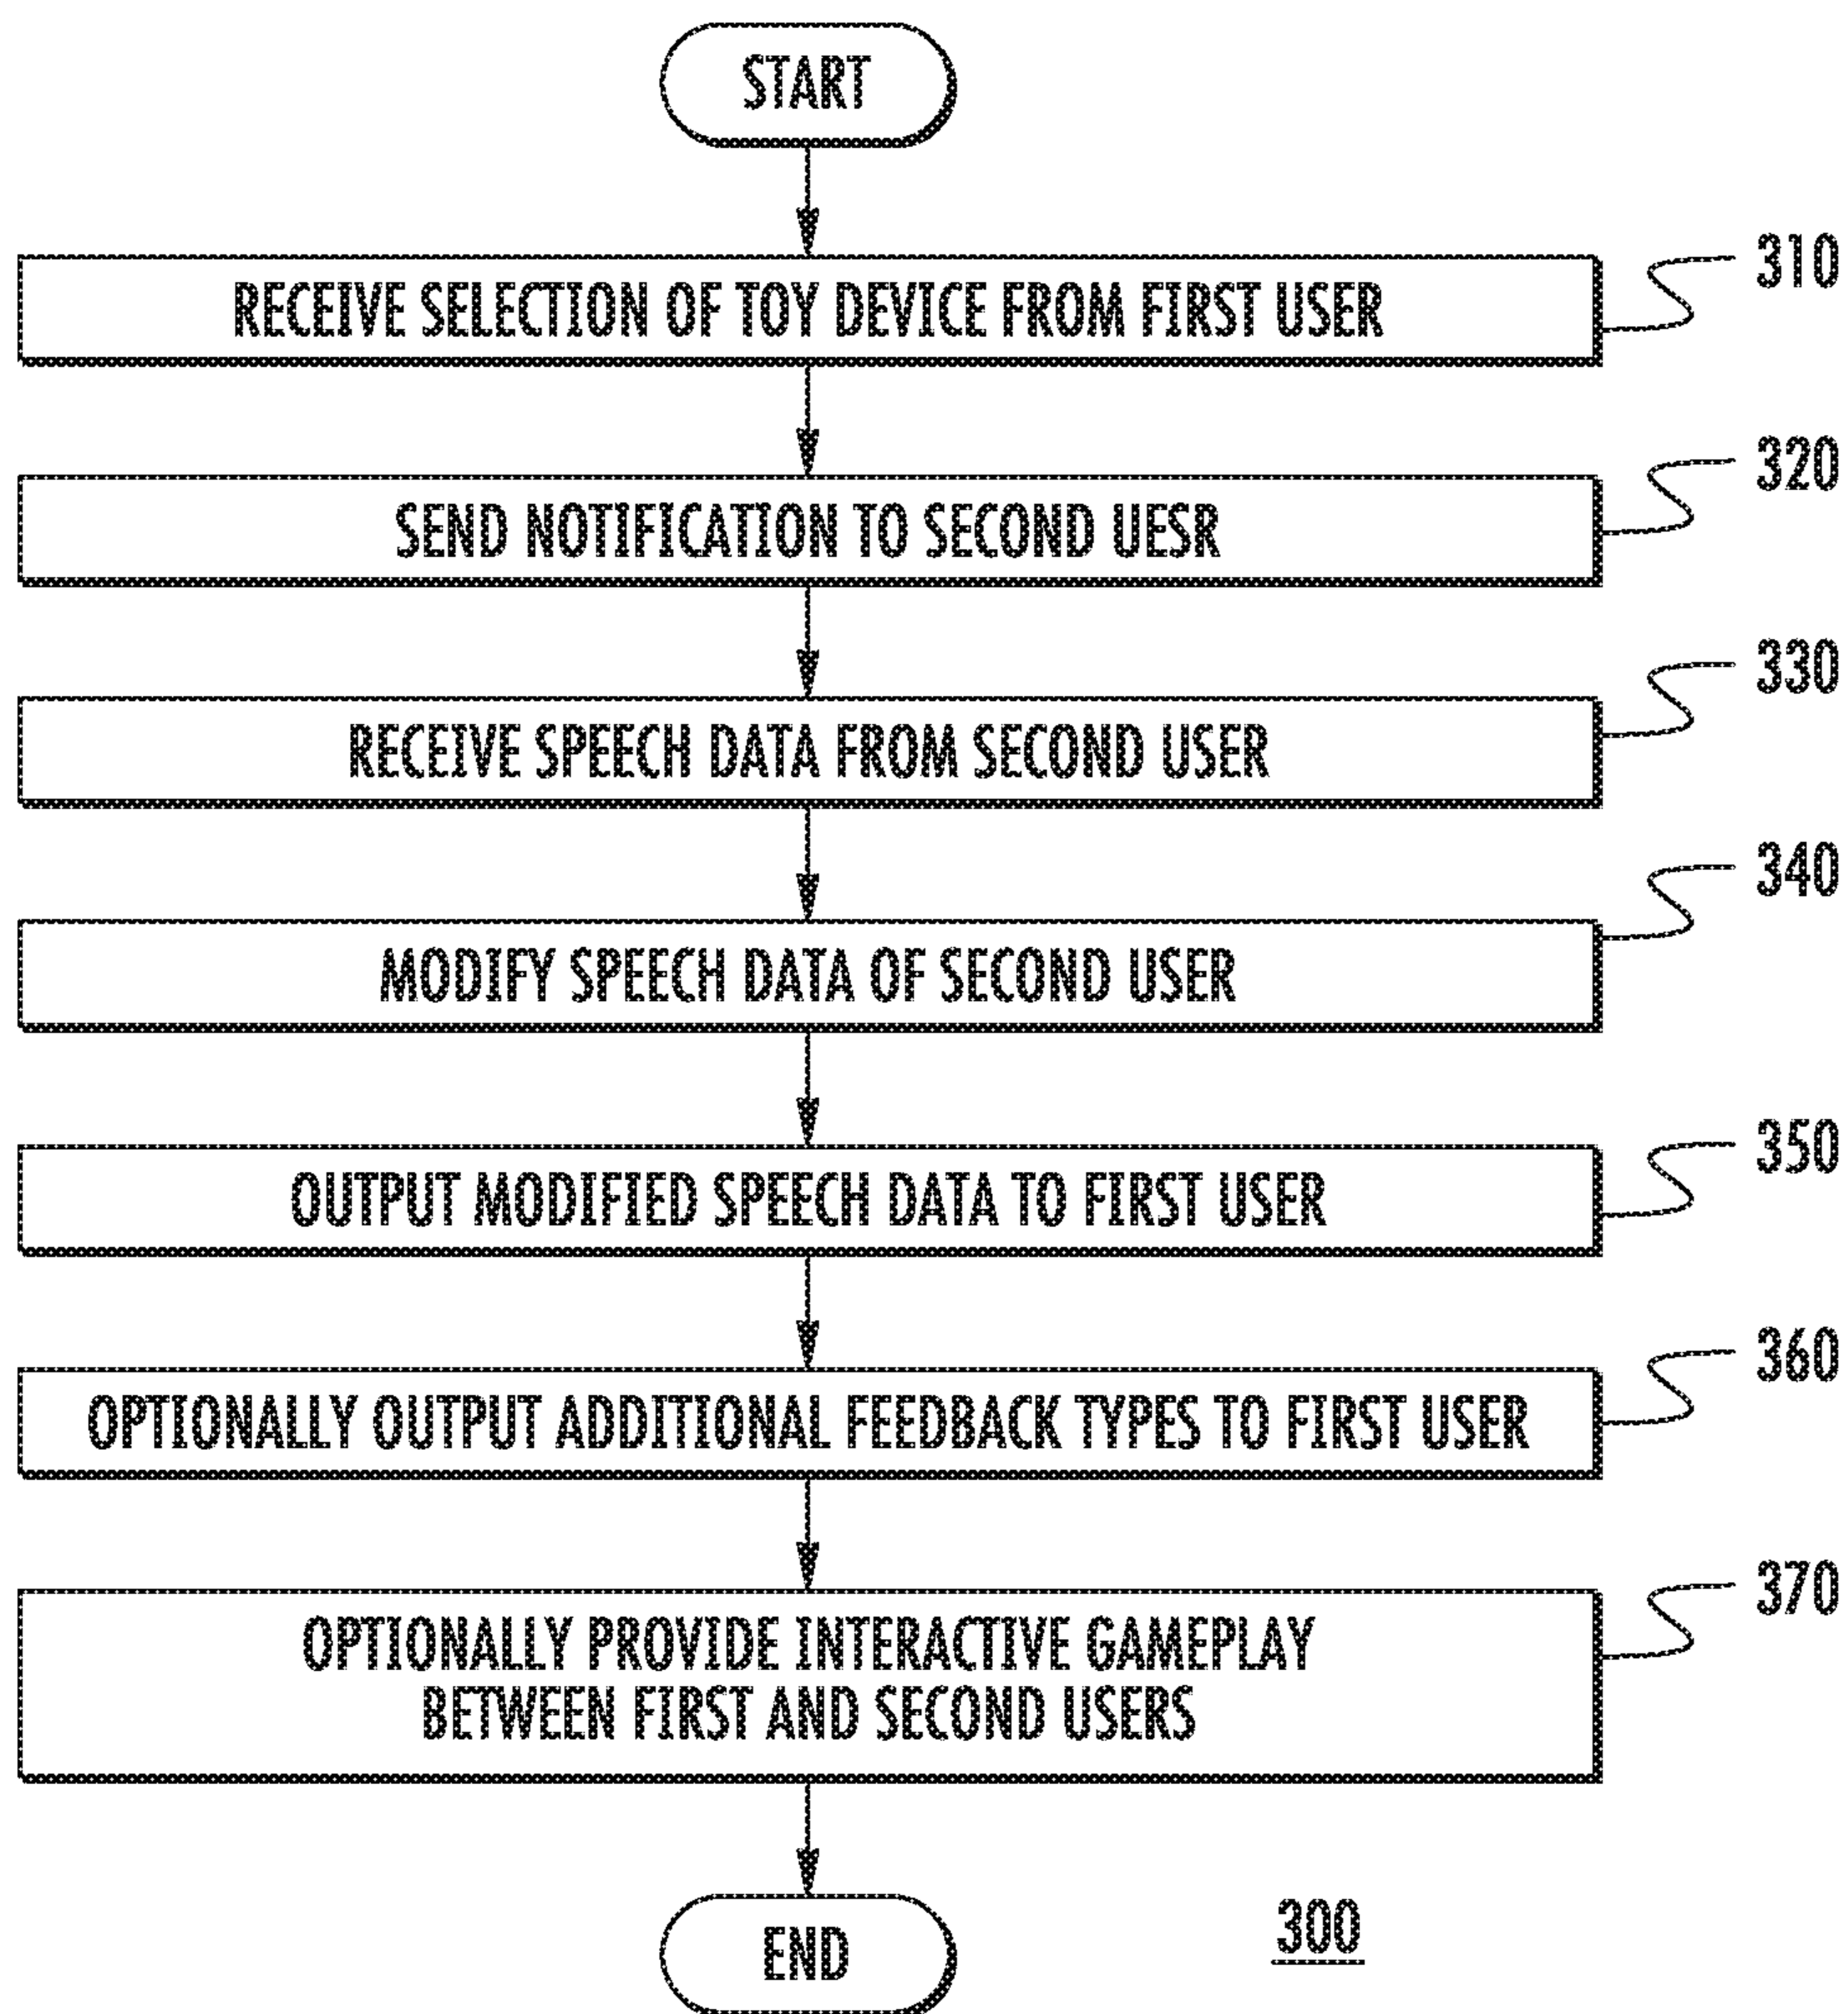 START
RECEIVE SELECTION OF TOY DEVICE FROM FIRST USER
310
SEND NOTIFICATION TO SECOND UESR
320
RECEIVE SPEECH DATA FROM SECOND USER
330
MODIFY SPEECH DATA OF SECOND USER
340
OUTPUT MODIFIED SPEECH DATA TO FIRST USER
350
OPTIONALLY OUTPUT ADDITIONAL FEEDBACK TYPES TO FIRST USER
360
OPTIONALLY PROVIDE INTERACTIVE GAMEPLAY
BETWEEN FIRST AND SECOND USERS
370
END
300